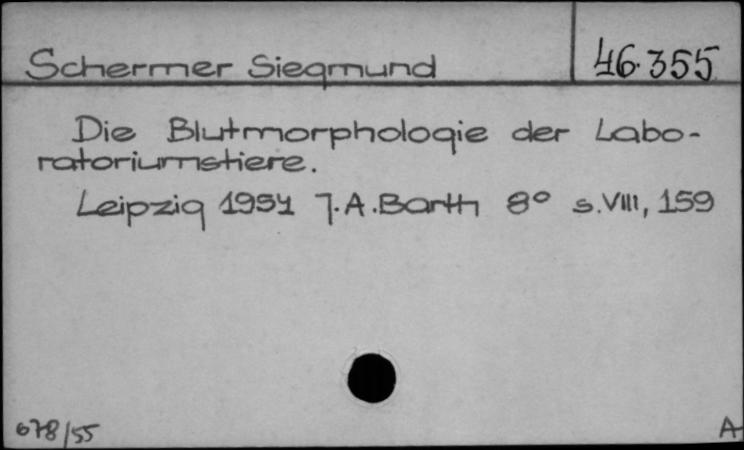 Schermer Siegmund
46.355
Die Blutmorphologie der Labo-
ratoriumstiere.
Leipzig 1954 J.A.Barth 8° s.VIII, 159
678/55
A